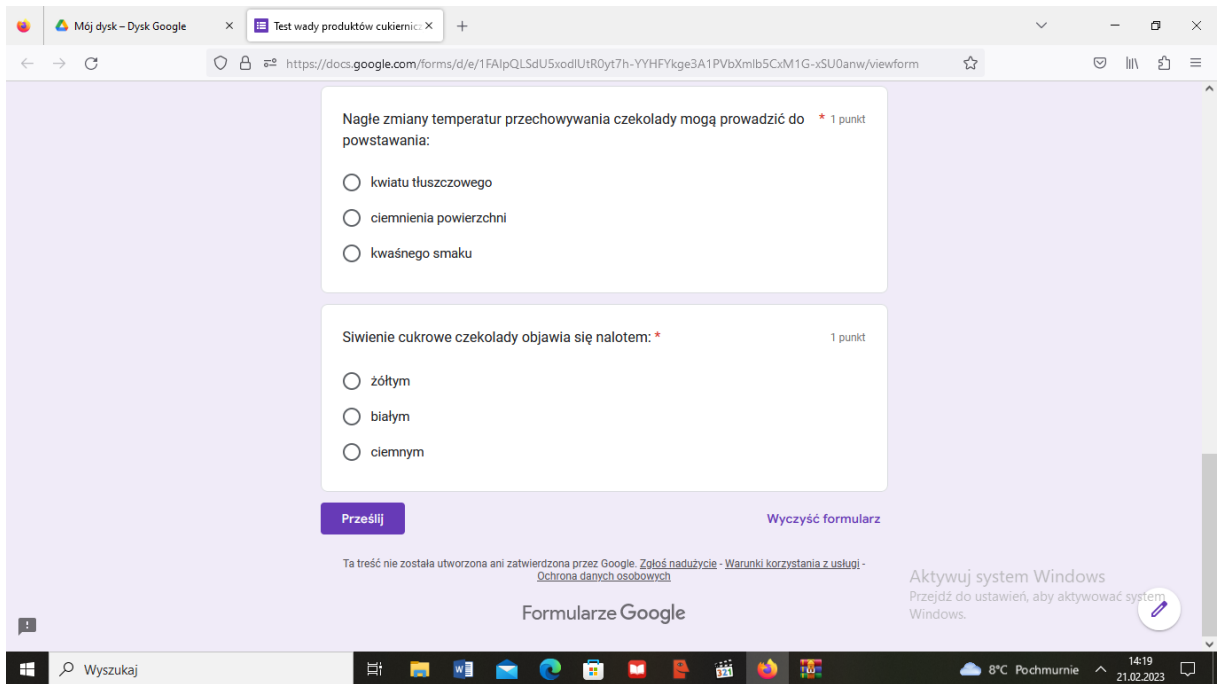 Mój dysk – Dysk Google
Test wady produktów cukiernicz
https://docs.google.com/forms/d/e/1FAIpQLSdU5xodIUtR0yt7h-YYHFYkge3A1PVbXmlb5CxM1G-xSU0anw/viewform
Nagłe zmiany temperatur przechowywania czekolady mogą prowadzić do * 1 punkt
powstawania:
kwiatu tłuszczowego
ciemnienia powierzchni
kwaśnego smaku
Siwienie cukrowe czekolady objawia się nalotem: * 1 punkt
żółtym
białym
ciemnym
Prześlij Wyczyść formularz
Ta treść nie została utworzona ani zatwierdzona przez Google. Zgłoś nadużycie - Warunki korzystania z usługi -
Ochrona danych osobowych
Formularze Google
Aktywuj system Windows
Przejdź do ustawień, aby aktywować system
Windows.
Wyszukaj
8°C Pochmurnie
14:19
21.02.2023